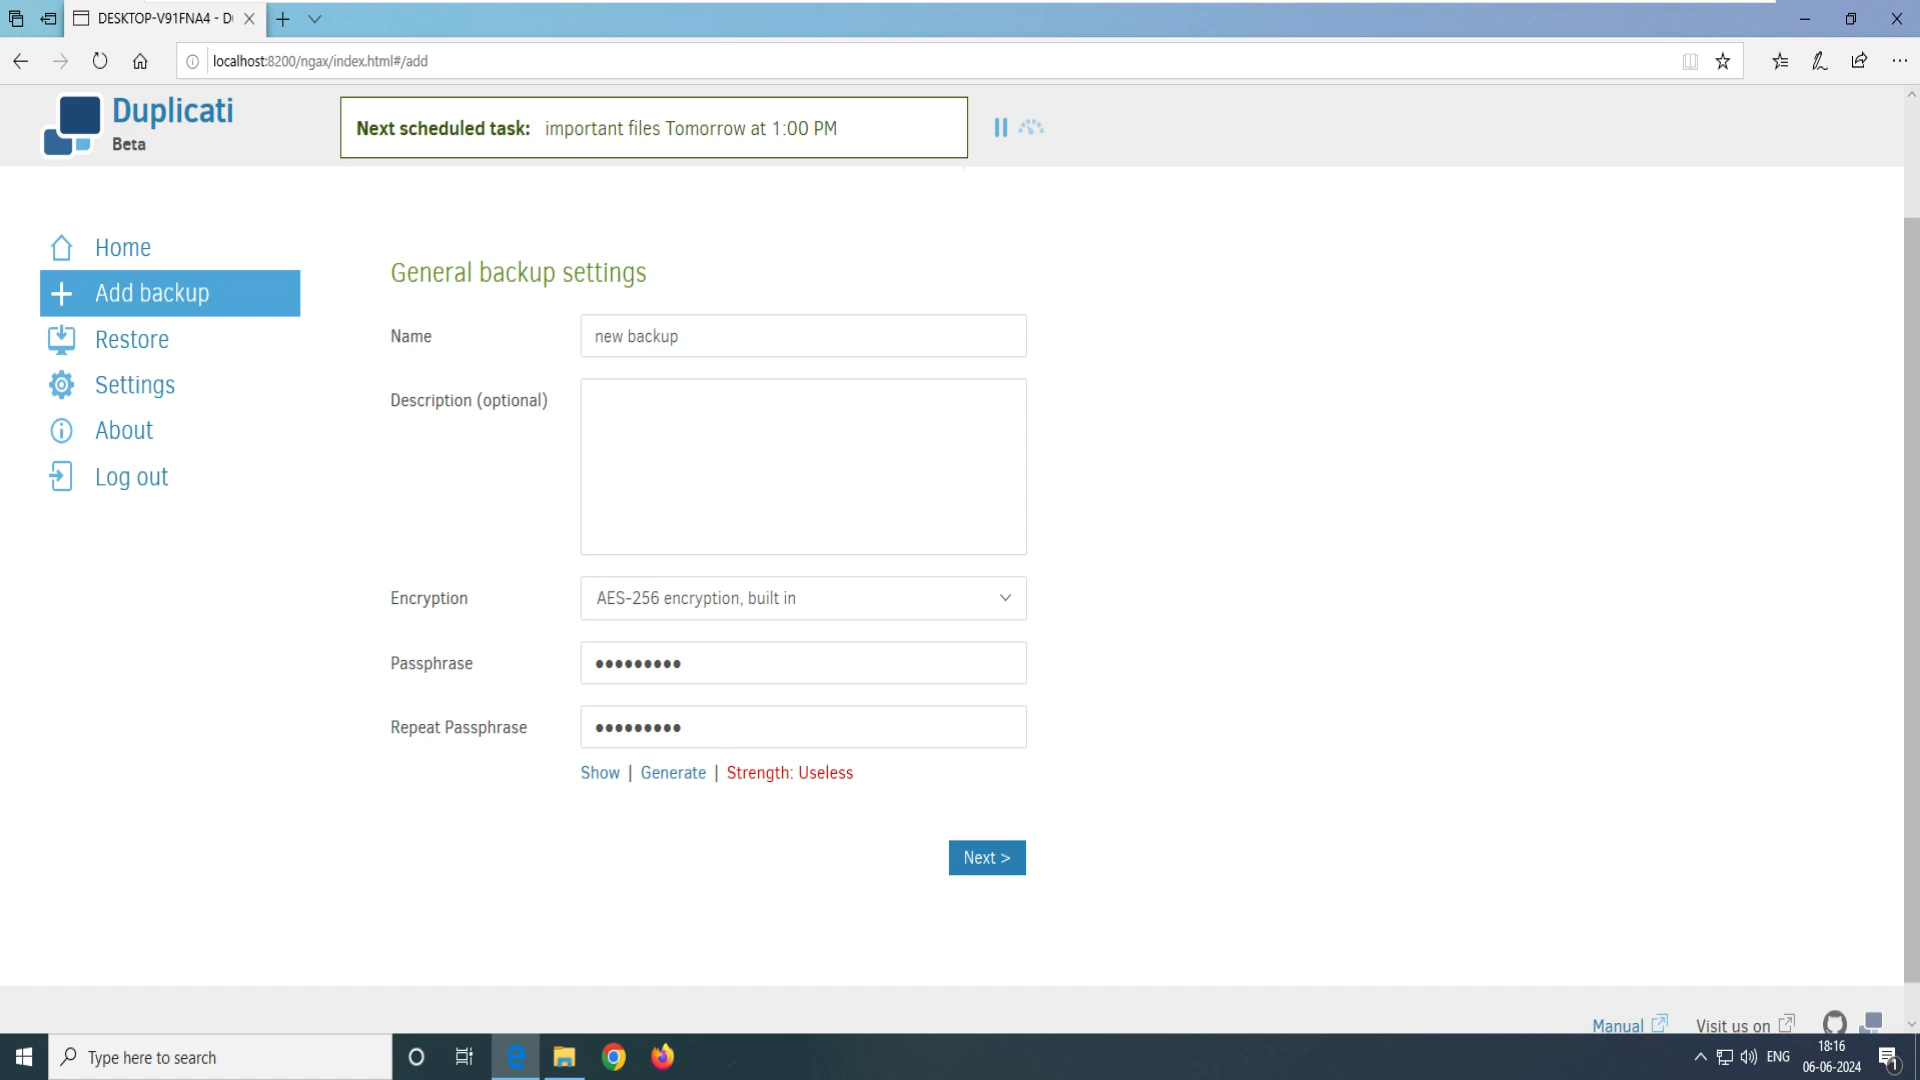 DESKTOP-V91FNA4 - D
localhost:8200/ngax/index.html#/add
Duplicati
Beta
Next scheduled task: important files Tomorrow at 1:00 PM
Home
Add backup
Restore
Settings
About
Log out
General backup settings
Name
new backup
Description (optional)
Encryption
AES-256 encryption, built in
Passphrase
•••••••••
Repeat Passphrase
•••••••••
Show | Generate | Strength: Useless
Next >
Manual
Visit us on
Type here to search
ENG
18:16
06-06-2024
1